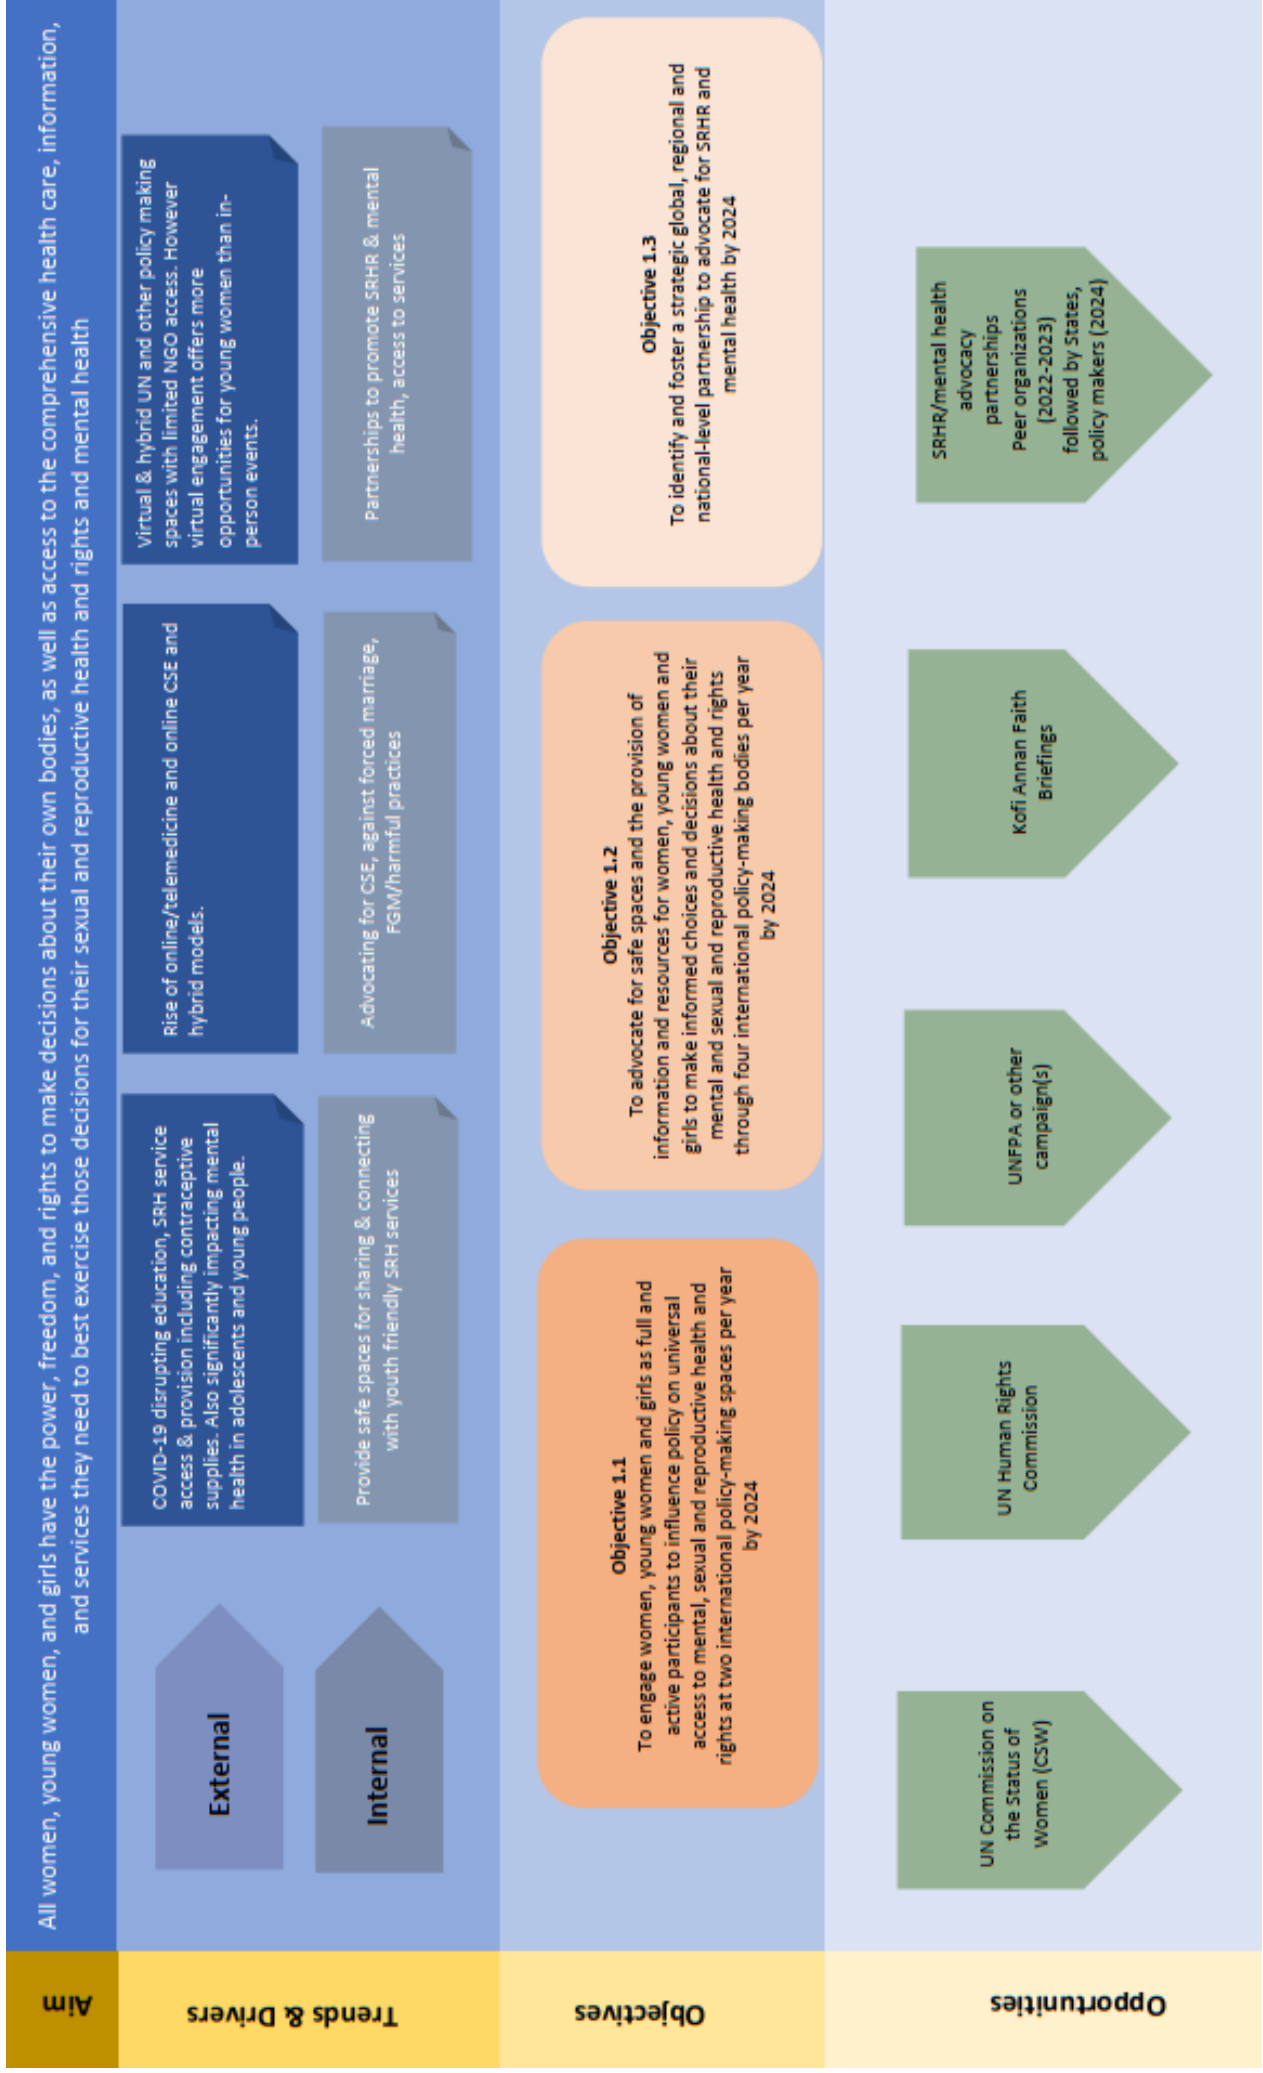 Aim
All women, young women, and girls have the power, freedom, and rights to make decisions about their own bodies, as well as access to the comprehensive health care, information,
and services they need to best exercise those decisions for their sexual and reproductive health and rights and mental health
Trends & Drivers
External
COVID-19 disrupting education, SRH service
access & provision including contraceptive
supplies. Also significantly impacting mental
health in adolescents and young people.
Rise of online/telemedicine and online CSE and
hybrid models.
Virtual & hybrid UN and other policy making
spaces with limited NGO access. However
virtual engagement offers more
opportunities for young women than in-
person events.
Internal
Provide safe spaces for sharing & connecting
with youth friendly SRH services
Advocating for CSE, against forced marriage,
FGM/harmful practices
Partnerships to promote SRHR & mental
health, access to services
Objectives
Objective 1.1
To engage women, young women and girls as full and
active participants to influence policy on universal
access to mental, sexual and reproductive health and
rights at two international policy-making spaces per year
by 2024
Objective 1.2
To advocate for safe spaces and the provision of
information and resources for women, young women and
girls to make informed choices and decisions about their
mental and sexual and reproductive health and rights
through four international policy-making bodies per year
by 2024
Objective 1.3
To identify and foster a strategic global, regional and
national-level partnership to advocate for SRHR and
mental health by 2024
Opportunities
UN Commission on
the Status of
Women (CSW)
UN Human Rights
Commission
UNFPA or other
campaign(s)
Kofi Annan Faith
Briefings
SRHR/mental health
advocacy
partnerships
Peer organizations
(2022-2023)
followed by States,
policy makers (2024)